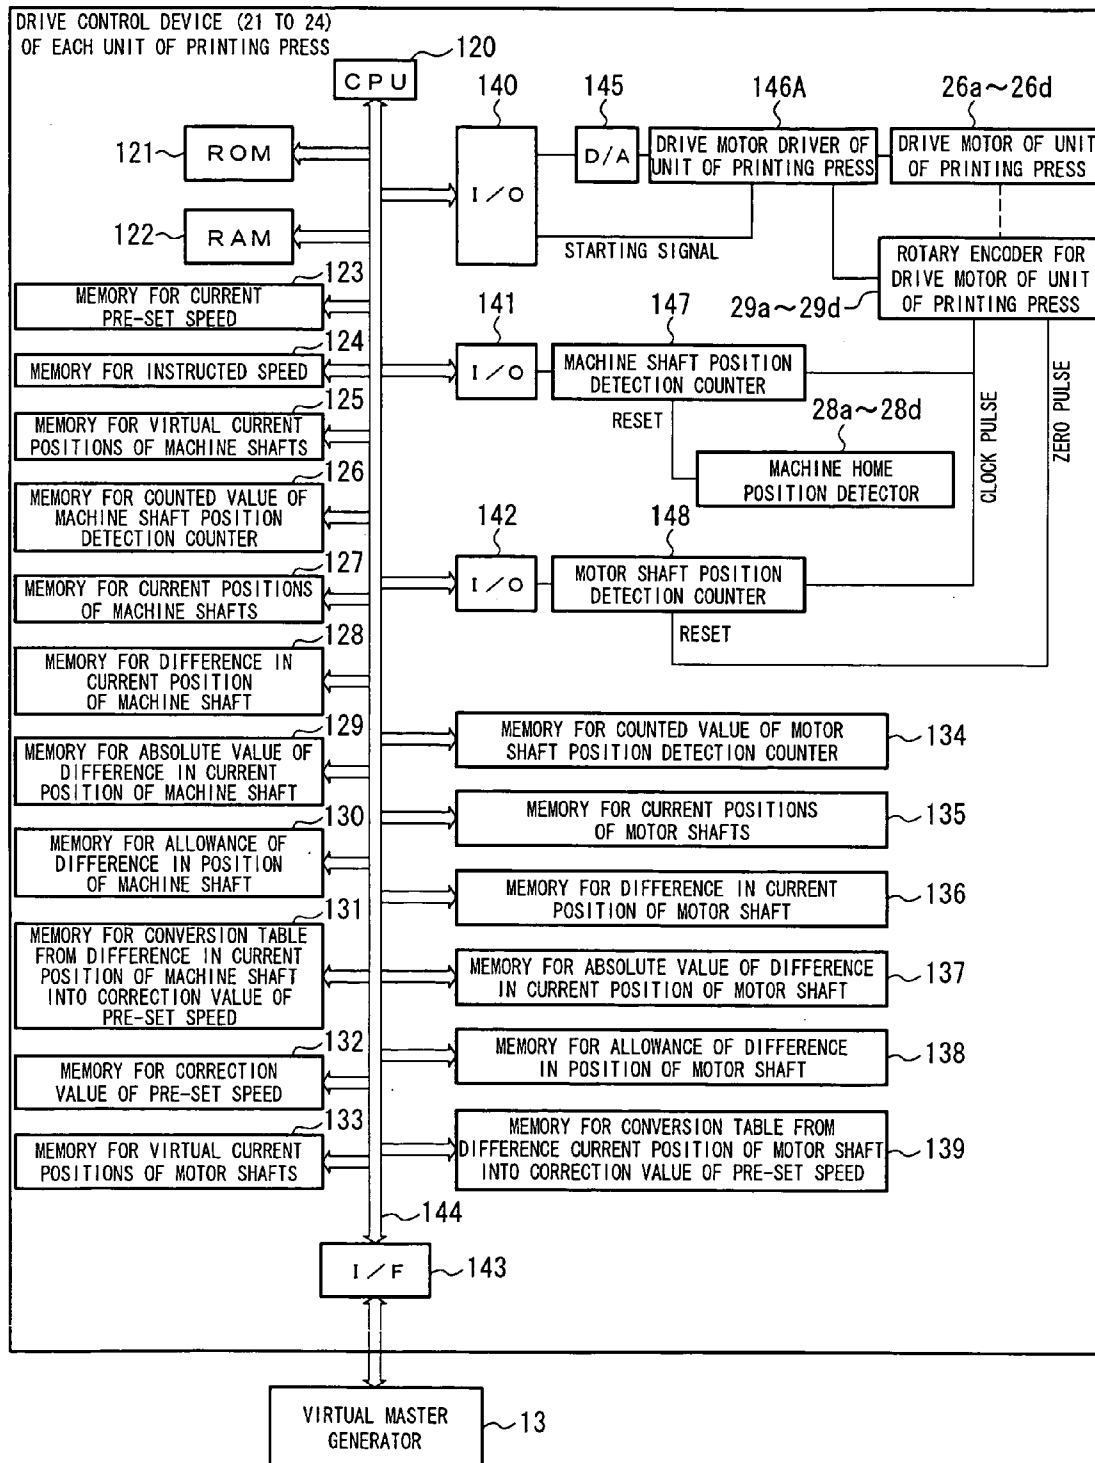 DRIVE CONTROL DEVICE (21 TO 24)
OF EACH UNIT OF PRINTING PRESS
120
CPU
140
145
146A
26a～26d
121
ROM
I/O
D/A
DRIVE MOTOR DRIVER OF
UNIT OF PRINTING PRESS
DRIVE MOTOR OF UNIT
OF PRINTING PRESS
122
RAM
STARTING SIGNAL
ROTARY ENCODER FOR
DRIVE MOTOR OF UNIT
OF PRINTING PRESS
29a～29d
123
MEMORY FOR CURRENT
PRE-SET SPEED
141
147
124
MEMORY FOR INSTRUCTED SPEED
I/O
MACHINE SHAFT POSITION
DETECTION COUNTER
RESET
28a～28d
CLOCK PULSE
ZERO PULSE
125
MEMORY FOR VIRTUAL CURRENT
POSITIONS OF MACHINE SHAFTS
MACHINE HOME
POSITION DETECTOR
126
MEMORY FOR COUNTED VALUE OF
MACHINE SHAFT POSITION
DETECTION COUNTER
142
148
127
MEMORY FOR CURRENT POSITIONS
OF MACHINE SHAFTS
I/O
MOTOR SHAFT POSITION
DETECTION COUNTER
RESET
128
MEMORY FOR DIFFERENCE IN
CURRENT POSITION
OF MACHINE SHAFT
129
MEMORY FOR ABSOLUTE VALUE OF
DIFFERENCE IN CURRENT
POSITION OF MACHINE SHAFT
MEMORY FOR COUNTED VALUE OF MOTOR
SHAFT POSITION DETECTION COUNTER
134
130
MEMORY FOR ALLOWANCE OF
DIFFERENCE IN POSITION
OF MACHINE SHAFT
MEMORY FOR CURRENT POSITIONS
OF MOTOR SHAFTS
135
MEMORY FOR DIFFERENCE IN CURRENT
POSITION OF MOTOR SHAFT
136
131
MEMORY FOR CONVERSION TABLE
FROM DIFFERENCE IN CURRENT
POSITION OF MACHINE SHAFT
INTO CORRECTION VALUE OF
PRE-SET SPEED
MEMORY FOR ABSOLUTE VALUE OF DIFFERENCE
IN CURRENT POSITION OF MOTOR SHAFT
137
132
MEMORY FOR CORRECTION
VALUE OF PRE-SET SPEED
MEMORY FOR ALLOWANCE OF DIFFERENCE
IN POSITION OF MOTOR SHAFT
138
133
MEMORY FOR VIRTUAL CURRENT
POSITIONS OF MOTOR SHAFTS
MEMORY FOR CONVERSION TABLE FROM
DIFFERENCE CURRENT POSITION OF MOTOR SHAFT
INTO CORRECTION VALUE OF PRE-SET SPEED
139
144
I/F
143
VIRTUAL MASTER
GENERATOR
13